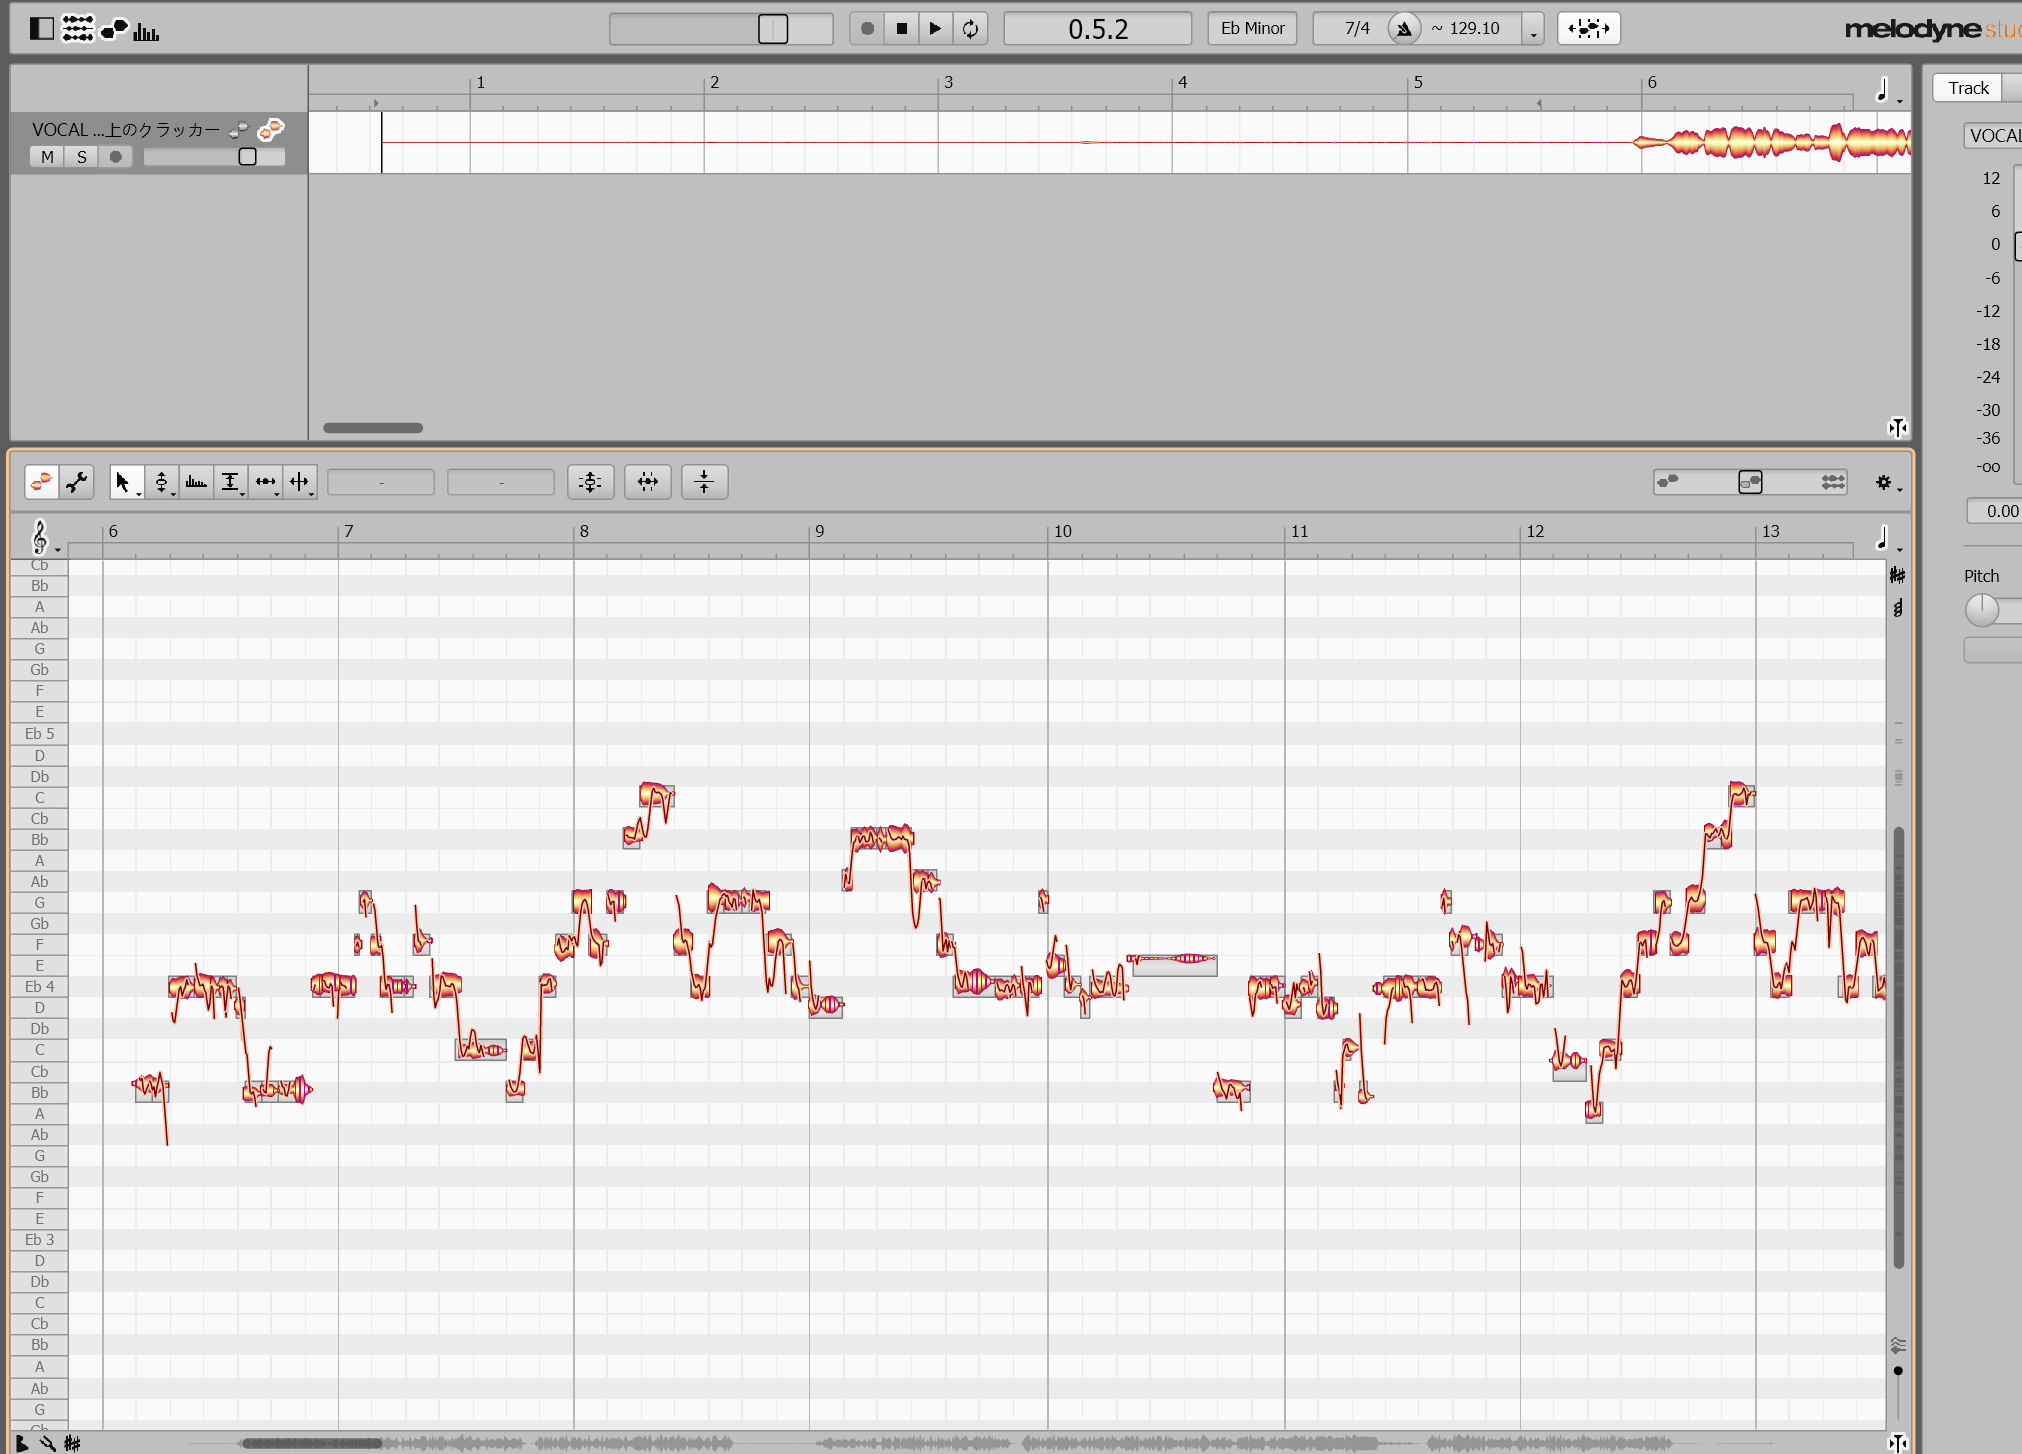 0.5.2
Eb Minor
7/4
~ 129.10
melodyne
1 2 3 4 5 6
Track
VOCAL ...上のクラッカー
M S
VOCAL
12
6
0
-6
-12
-18
-24
-30
-36
-oo
0.00
Pitch
- -
6 7 8 9 10 11 12 13
Cb
Bb
A
Ab
G
Gb
F
E
Eb 5
D
Db
C
Cb
Bb
A
Ab
G
Gb
F
E
Eb 4
D
Db
C
Cb
Bb
A
Ab
G
Gb
F
E
Eb 3
D
Db
C
Cb
Bb
A
Ab
G